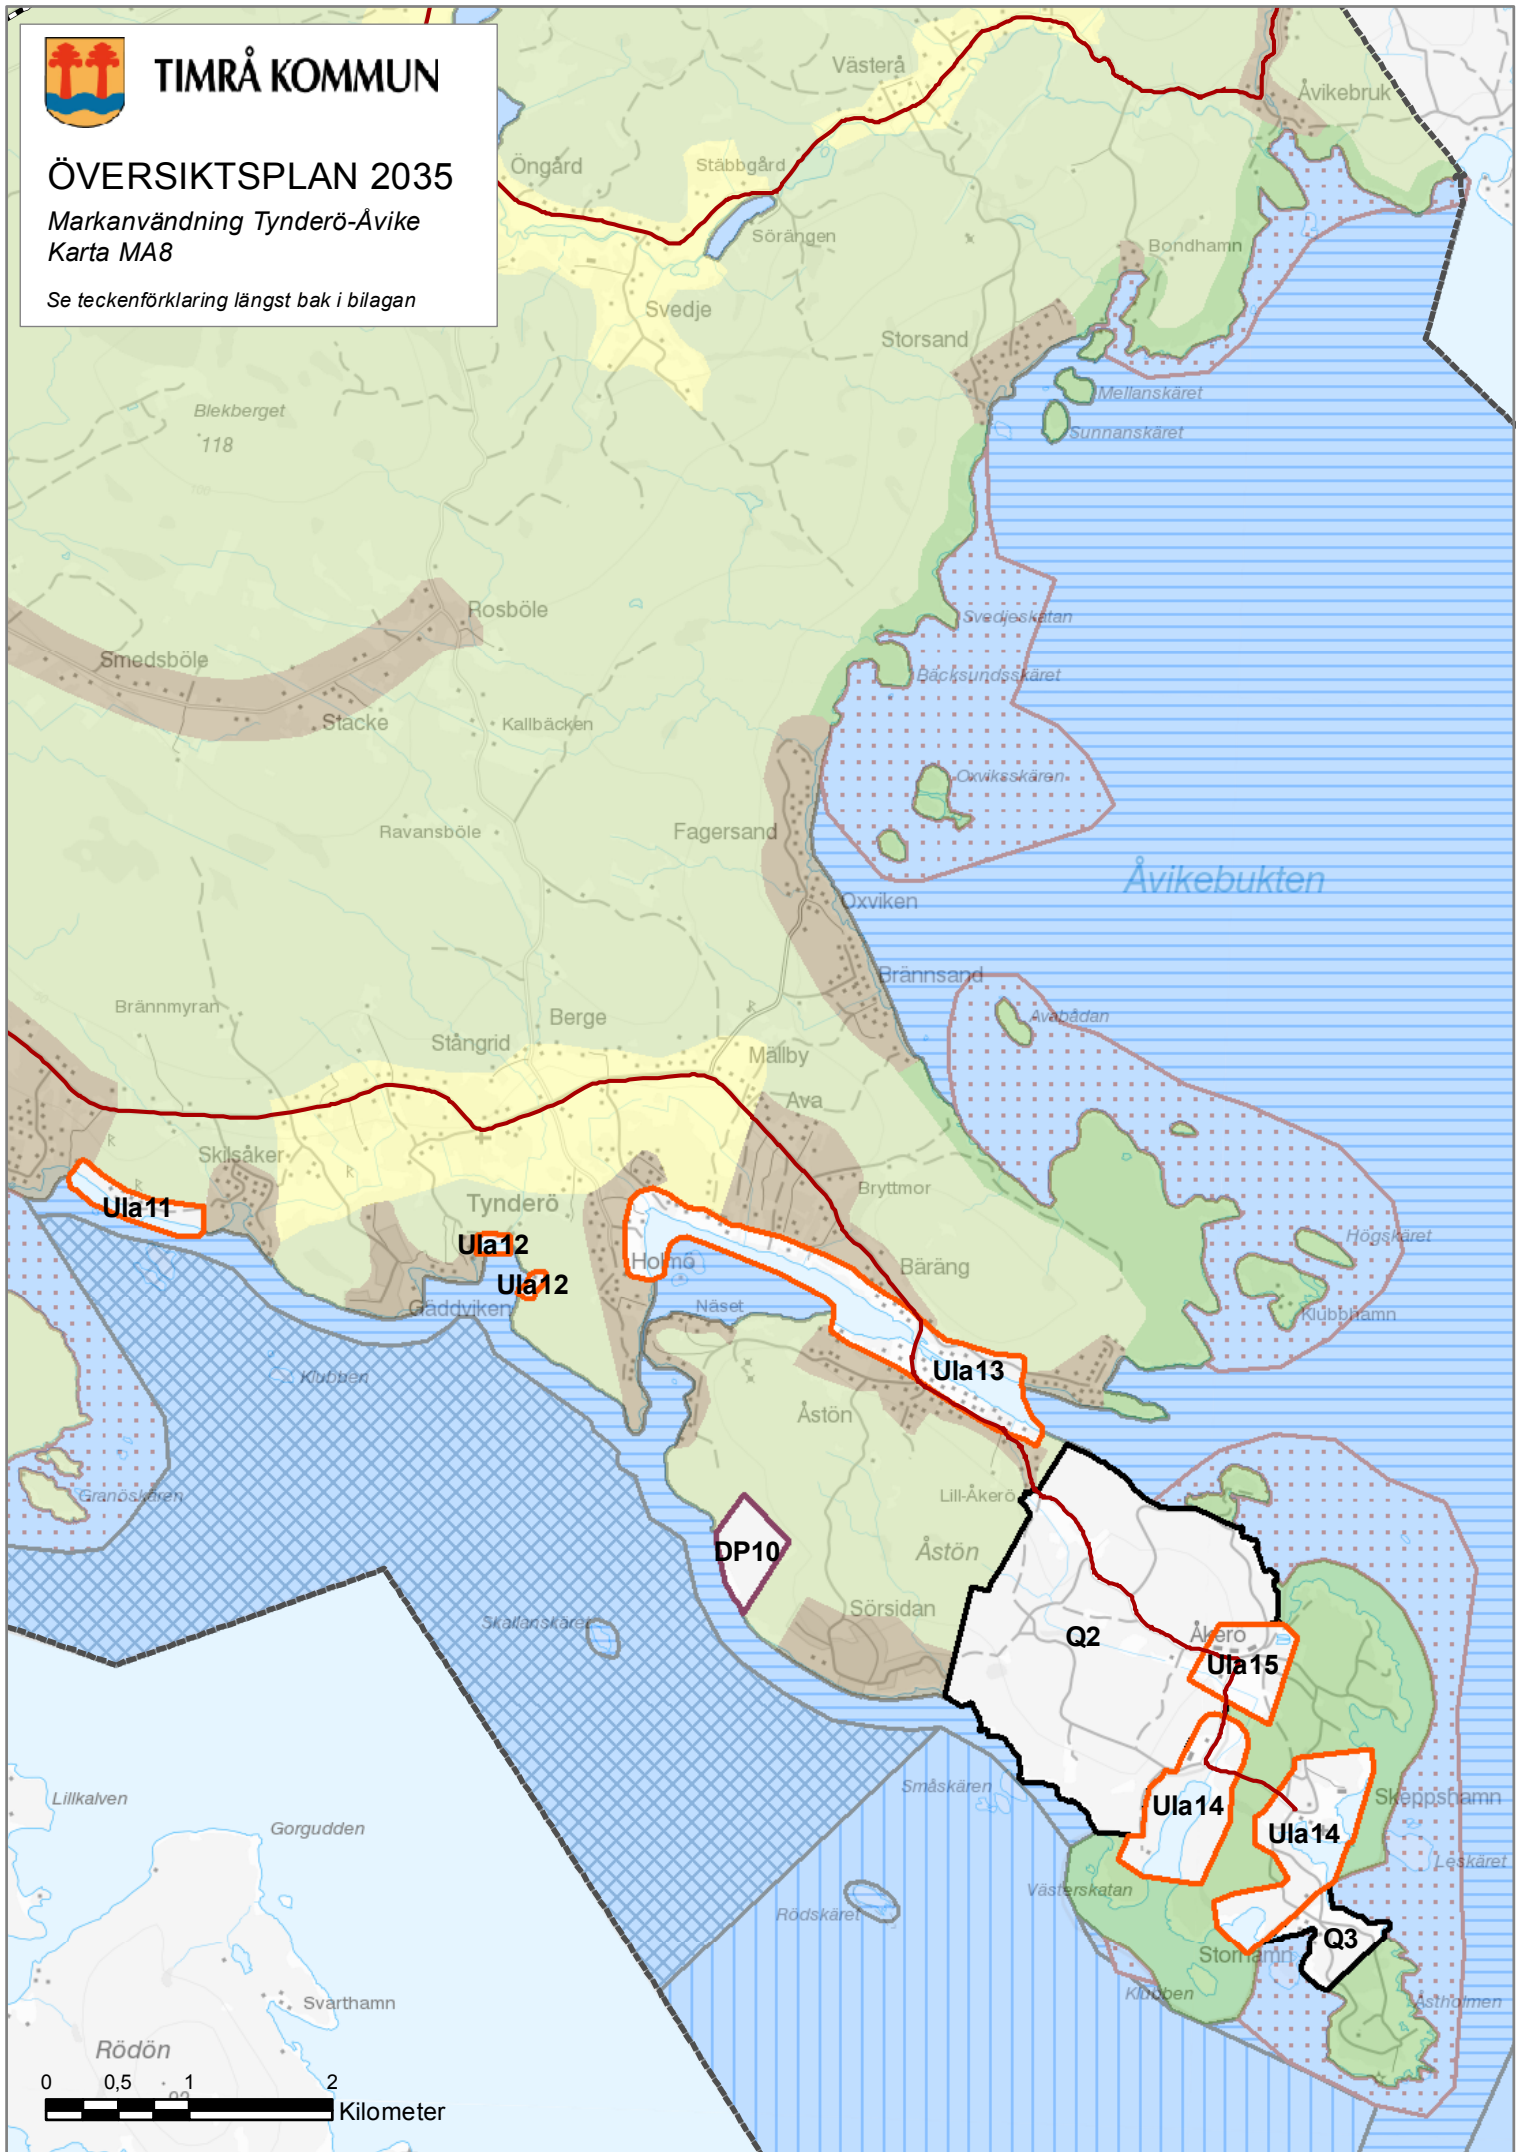 TIMRÅ KOMMUN
ÖVERSIKTSPLAN 2035
Markanvändning Tynderö-Åvike
Karta MA8
Se teckenförklaring längst bak i bilagan
Västerå
Åvikebruk
Öngård
Stäbbgård
Sörängen
Bondhamn
Svedje
Storsand
Mellanskäret
Blekberget
118
Sunnanskäret
Rosböle
Svedjeskatan
Smedsböle
Bäcksundsskäret
Stacke
Kallbäcken
Oxviksskären
Ravansböle
Fagersand
Åvikebukten
Oxviken
Brännsand
Brännmyran
Berge
Avabådan
Stångrid
Mällby
Ava
Skilsåker
Bryttmor
Ula11
Tynderö
Högskäret
Ula12
Holmö
Bäräng
Ula12
Gäddviken
Näset
Klubbhamn
Klubben
Ula13
Åstön
Granöskären
Lill-Åkerö
DP10
Åstön
Sörsidan
Skallanskäret
Q2
Åkerö
Ula15
Småskären
Lillkalven
Skeppshamn
Ula14
Gorgudden
Ula14
Leskäret
Västerskatan
Rödskäret
Q3
Storhamn
Klubben
Svarthamn
Åstholmen
Rödön
0 0,5 1 2
92
Kilometer